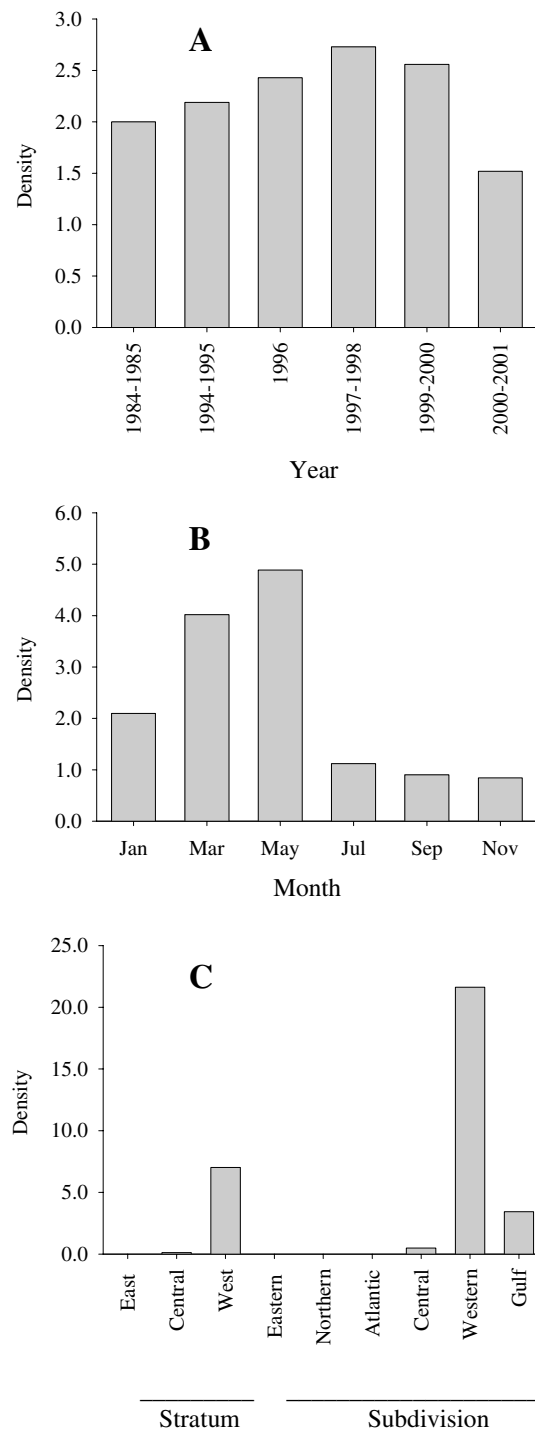 A
3.0
2.5
2.0
1.5
1.0
0.5
0.0
Density
1984-1985
1994-1995
1996
1997-1998
1999-2000
2000-2001
Year
B
6.0
5.0
4.0
3.0
2.0
1.0
0.0
Density
Jan Mar May Jul Sep Nov
Month
C
25.0
20.0
15.0
10.0
5.0
0.0
Density
East
Central
West
Eastern
Northern
Atlantic
Central
Western
Gulf
Stratum Subdivision